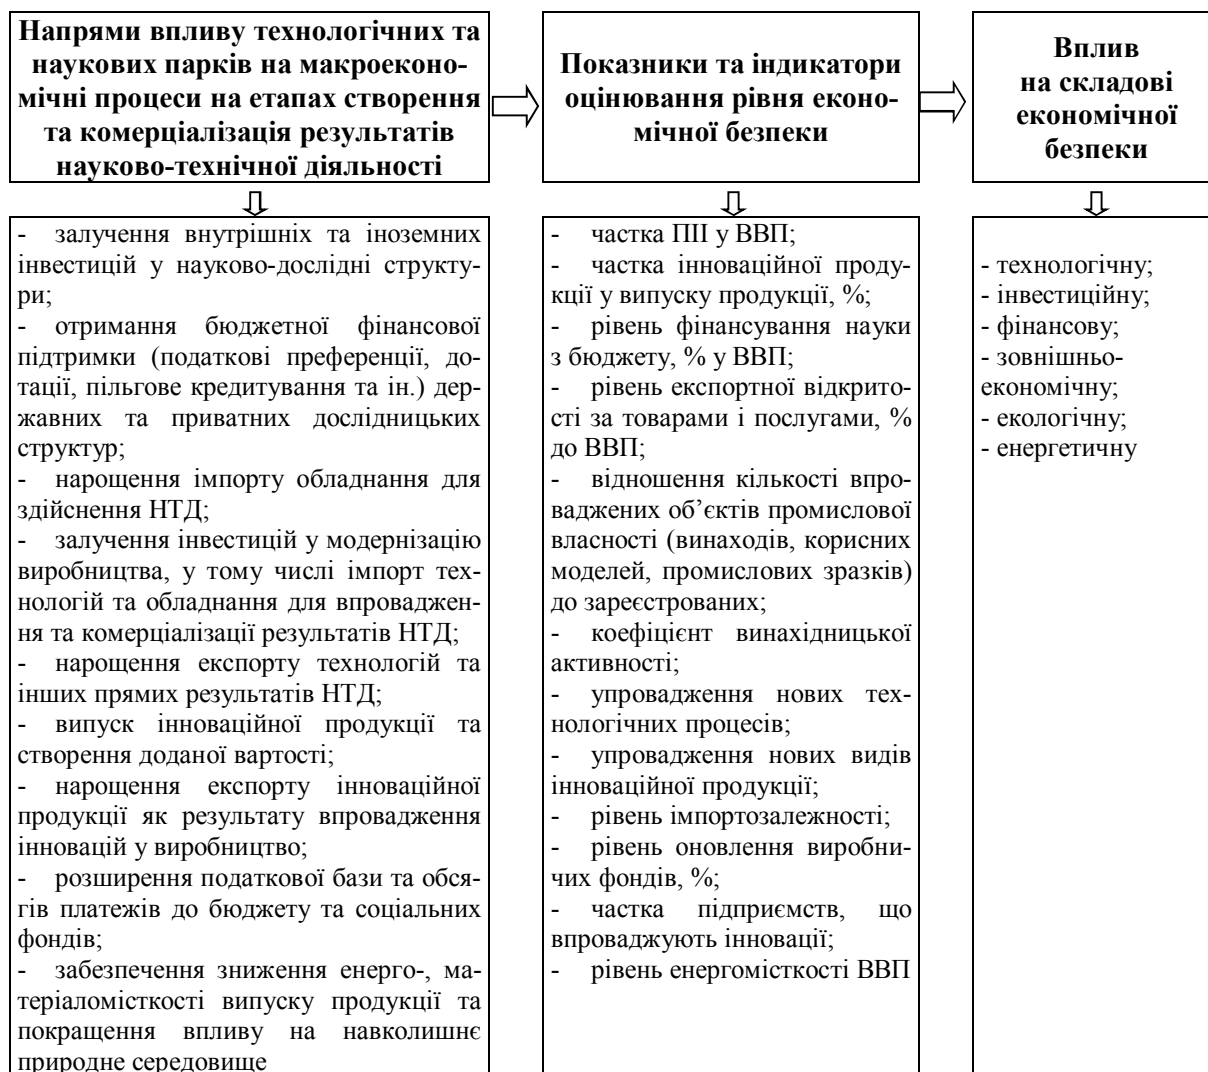 Напрями впливу технологічних та
наукових парків на макроеконо-
мічні процеси на етапах створення
та комерціалізація результатів
науково-технічної діяльності
Показники та індикатори
оцінювання рівня еконо-
мічної безпеки
Вплив
на складові
економічної
безпеки
- залучення внутрішніх та іноземних
інвестицій у науково-дослідні структу-
ри;
- отримання бюджетної фінансової
підтримки (податкові преференції, до-
тації, пільгове кредитування та ін.) дер-
жавних та приватних дослідницьких
структур;
- нарощення імпорту обладнання для
здійснення НТД;
- залучення інвестицій у модернізацію
виробництва, у тому числі імпорт тех-
нологій та обладнання для впроваджен-
ня та комерціалізації результатів НТД;
- нарощення експорту технологій та
інших прямих результатів НТД;
- випуск інноваційної продукції та
створення доданої вартості;
- нарощення експорту інноваційної
продукції як результату впровадження
інновацій у виробництво;
- розширення податкової бази та обся-
гів платежів до бюджету та соціальних
фондів;
- забезпечення зниження енерго-, ма-
теріаломісткості випуску продукції та
покращення впливу на навколишнє
природне середовище
- частка ПІІ у ВВП;
- частка інноваційної проду-
кції у випуску продукції, %;
- рівень фінансування науки
з бюджету, % у ВВП;
- рівень експортної відкрито-
сті за товарами і послугами, %
до ВВП;
- відношення кількості впро-
ваджених об’єктів промислової
власності (винаходів, корисних
моделей, промислових зразків)
до зареєстрованих;
- коефіцієнт винахідницької
активності;
- упровадження нових тех-
нологічних процесів;
- упровадження нових видів
інноваційної продукції;
- рівень імпортозалежності;
- рівень оновлення виробни-
чих фондів, %;
- частка підприємств, що
впроваджують інновації;
- рівень енергомісткості ВВП
- технологічну;
- інвестиційну;
- фінансову;
- зовнішньо-
економічну;
- екологічну;
- енергетичну